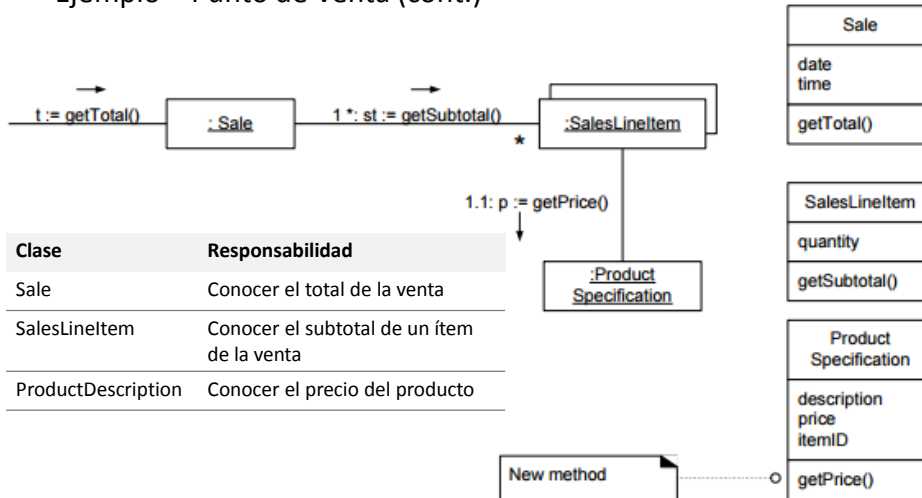 Ejemplo – Punto de Venta (cont.)
t := getTotal()
: Sale
1 *: st := getSubtotal()
:SalesLineItem
*
1.1: p := getPrice()
:Product
Specification
Clase Responsabilidad
Sale Conocer el total de la venta
SalesLineItem Conocer el subtotal de un ítem
de la venta
ProductDescription Conocer el precio del producto
Sale
date
time
getTotal()
SalesLineItem
quantity
getSubtotal()
Product
Specification
description
price
itemID
getPrice()
New method